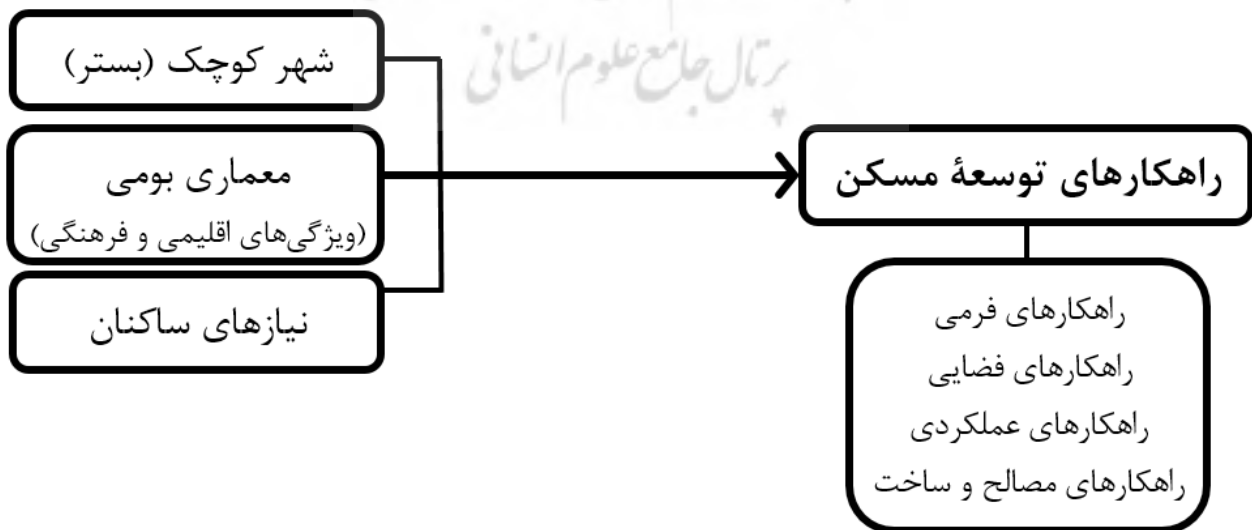 پرتال جامع علوم انسانی
شهر کوچک (بستر)
معماری بومی
(ویژگی‌های اقلیمی و فرهنگی)
نیازهای ساکنان
راهکارهای توسعهٔ مسکن
راهکارهای فرمی
راهکارهای فضایی
راهکارهای عملکردی
راهکارهای مصالح و ساخت